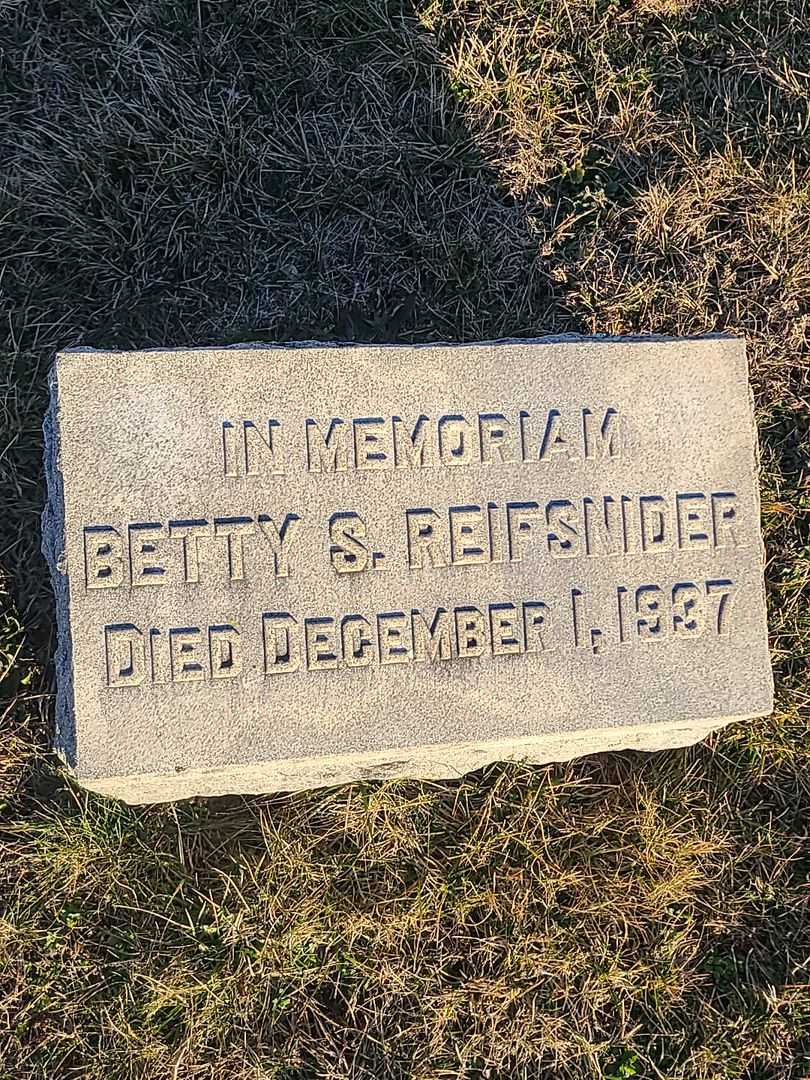 IN MEMORIAM
BETTY S. REIFSNIDER
DIED DECEMBER 1, 1937